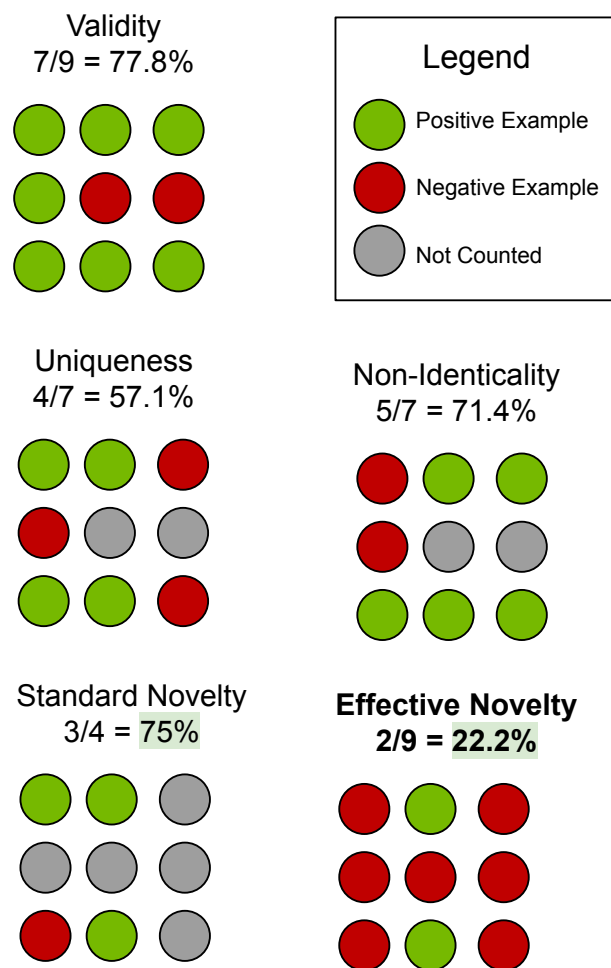 Validity
7/9 = 77.8%
Legend
Positive Example
Negative Example
Not Counted
Uniqueness
4/7 = 57.1%
Non-Identicality
5/7 = 71.4%
Standard Novelty
3/4 = 75%
Effective Novelty
2/9 = 22.2%